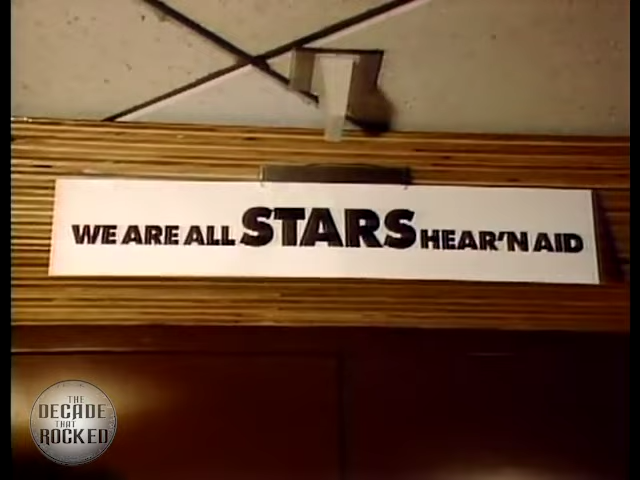 WE ARE ALL STARS HEAR'N AID
THE
DECADE
THAT
ROCKED